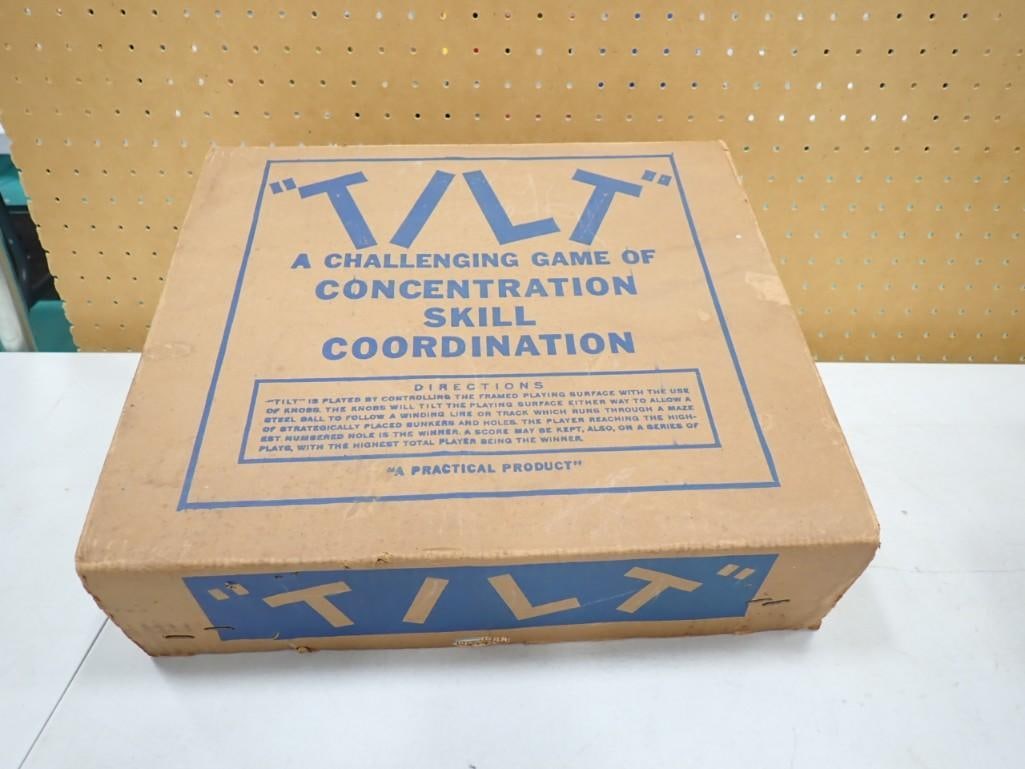 "TILT"
A CHALLENGING GAME OF
CONCENTRATION
SKILL
COORDINATION
DIRECTIONS
"TILT" IS PLAYED BY CONTROLLING THE FRAMED PLAYING SURFACE WITH THE USE
OF KNOBS. THE KNOBS WILL TILT THE PLAYING SURFACE EITHER WAY TO ALLOW A
STEEL BALL TO FOLLOW A WINDING LINE OR TRACK WHICH RUNS THROUGH A MAZE
OF STRATEGICALLY PLACED BUNKERS AND HOLES. THE PLAYER REACHING THE HIGH-
EST NUMBERED HOLE IS THE WINNER. A SCORE MAY BE KEPT, ALSO, ON A SERIES OF
PLAYS, WITH THE HIGHEST TOTAL PLAYER BEING THE WINNER.
"A PRACTICAL PRODUCT"
"TILT"